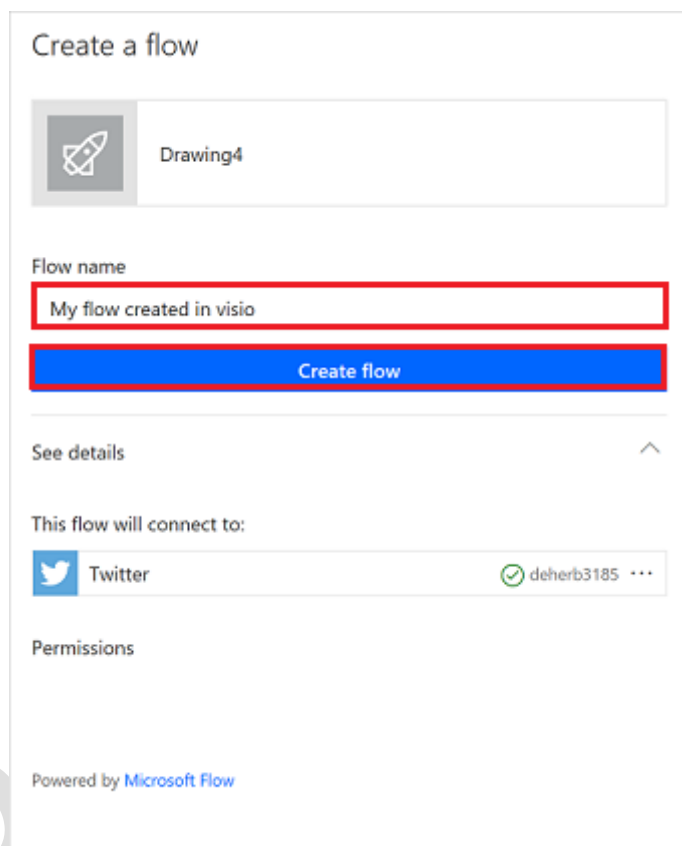 Create a flow
Drawing4
Flow name
My flow created in visio
Create flow
See details
This flow will connect to:
Twitter deherb3185 ···
Permissions
Powered by Microsoft Flow